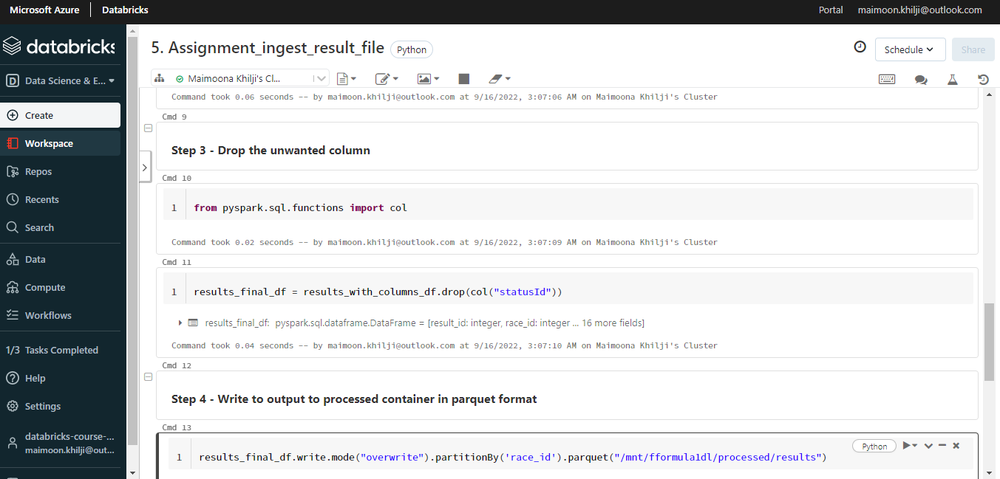 Microsoft Azure Databricks Portal maimoon.khilji@outlook.com
databricks
Data Science & E...
Create
Workspace
Repos
Recents
Search
Data
Compute
Workflows
1/3 Tasks Completed
Help
Settings
databricks-course-...
maimoon.khilji@out...
5. Assignment_ingest_result_file Python
Schedule Share
Maimoona Khilji's Cl...
Command took 0.06 seconds -- by maimoon.khilji@outlook.com at 9/16/2022, 3:07:06 AM on Maimoona Khilji's Cluster
Cmd 9
Step 3 - Drop the unwanted column
Cmd 10
1 from pyspark.sql.functions import col
Command took 0.02 seconds -- by maimoon.khilji@outlook.com at 9/16/2022, 3:07:09 AM on Maimoona Khilji's Cluster
Cmd 11
1 results_final_df = results_with_columns_df.drop(col("statusId"))
results_final_df: pyspark.sql.dataframe.DataFrame = [result_id: integer, race_id: integer ... 16 more fields]
Command took 0.04 seconds -- by maimoon.khilji@outlook.com at 9/16/2022, 3:07:10 AM on Maimoona Khilji's Cluster
Cmd 12
Step 4 - Write to output to processed container in parquet format
Cmd 13
Python
1 results_final_df.write.mode("overwrite").partitionBy('race_id').parquet("/mnt/fformula1dl/processed/results")